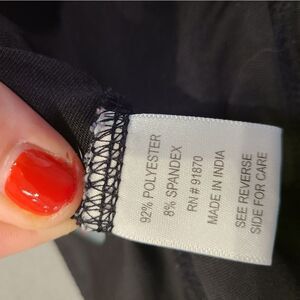 92% POLYESTER
8% SPANDEX
RN # 91870
MADE IN INDIA
SEE REVERSE
SIDE FOR CARE